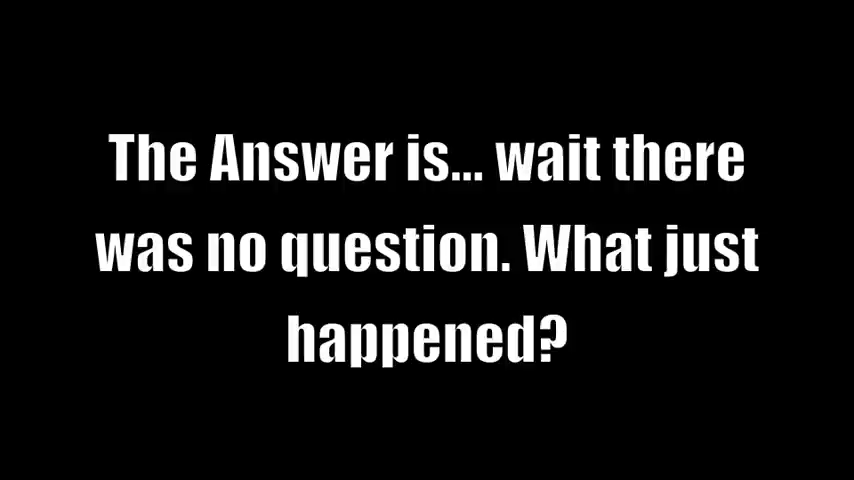 The Answer is... wait there
was no question. What just
happened?